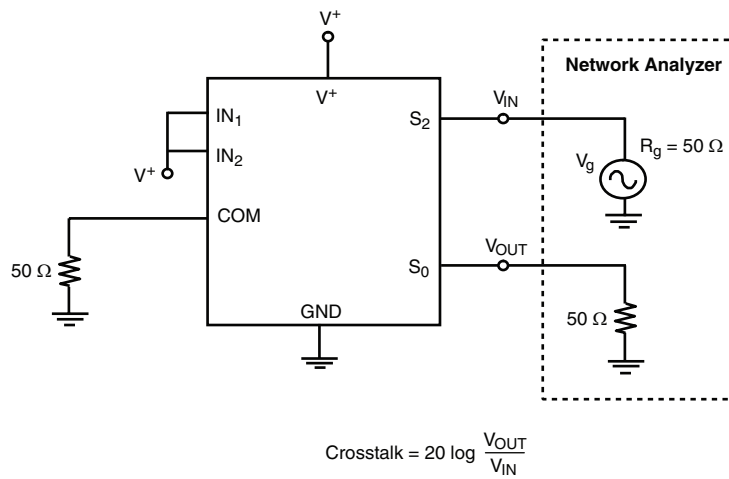 V+
Network Analyzer
V+
IN1
S2
VIN
Rg = 50 Ω
IN2
Vg
V+
COM
VOUT
50 Ω
S0
GND
50 Ω
Crosstalk = 20 log VOUT
VIN